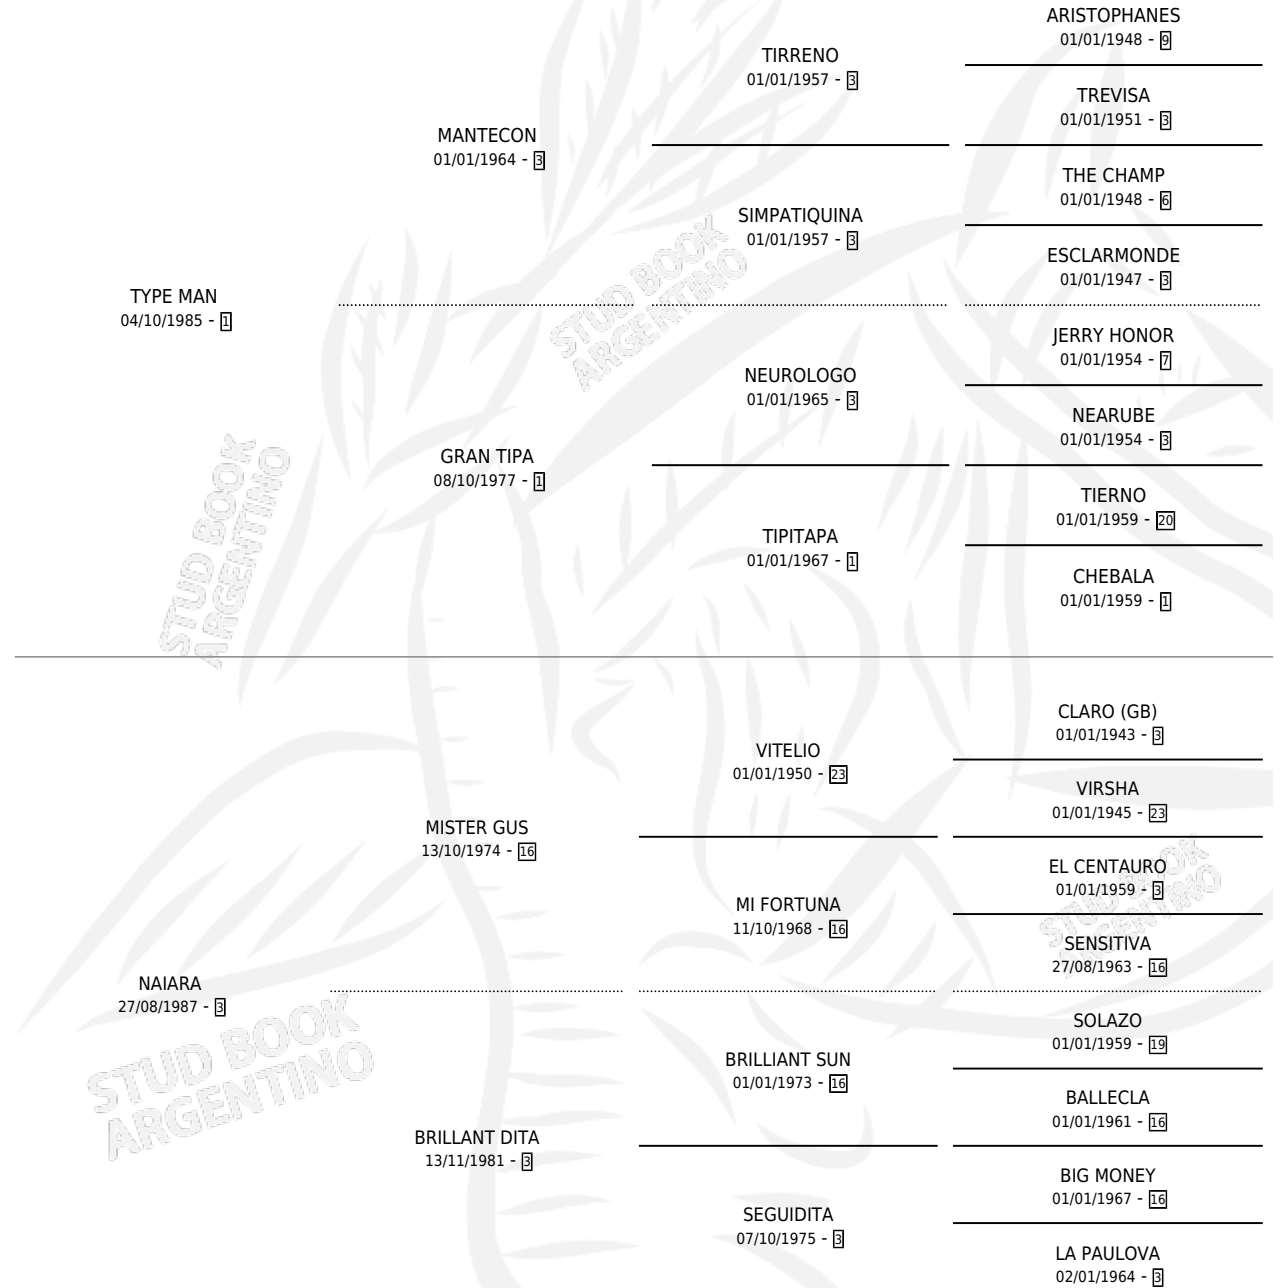 ARISTOPHANES
01/01/1948 - 9
TIRRENO
01/01/1957 - 3
TREVISA
01/01/1951 - 3
MANTECON
01/01/1964 - 3
THE CHAMP
01/01/1948 - 6
SIMPATIQUINA
01/01/1957 - 3
ESCLARMONDE
01/01/1947 - 3
TYPE MAN
04/10/1985 - 1
JERRY HONOR
01/01/1954 - 7
NEUROLOGO
01/01/1965 - 3
NEARUBE
01/01/1954 - 3
GRAN TIPA
08/10/1977 - 1
TIERNO
01/01/1959 - 20
TIPITAPA
01/01/1967 - 1
CHEBALA
01/01/1959 - 1
CLARO (GB)
01/01/1943 - 3
VITELIO
01/01/1950 - 23
VIRSHA
01/01/1945 - 23
MISTER GUS
13/10/1974 - 16
EL CENTAURO
01/01/1959 - 3
MI FORTUNA
11/10/1968 - 16
SENSITIVA
27/08/1963 - 16
NAIARA
27/08/1987 - 3
SOLAZO
01/01/1959 - 19
BRILLIANT SUN
01/01/1973 - 16
BALLECLA
01/01/1961 - 16
BRILLANT DITA
13/11/1981 - 3
BIG MONEY
01/01/1967 - 16
SEGUIDITA
07/10/1975 - 3
LA PAULOVA
02/01/1964 - 3
STUD BOOK
ARGENTINO
STUD BOOK
ARGENTINO
STUD BOOK
ARGENTINO
STUD BOOK
ARGENTINO